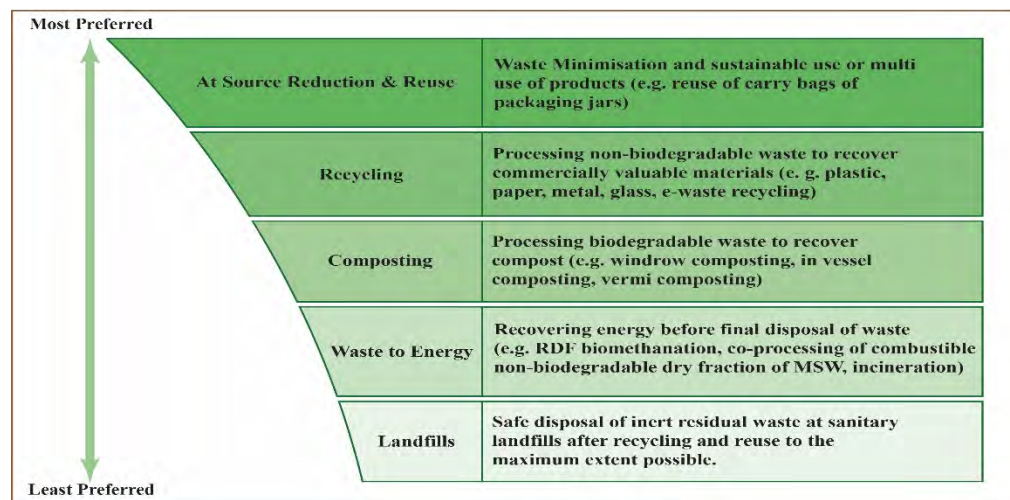 Most Preferred
At Source Reduction & Reuse
Waste Minimisation and sustainable use or multi
use of products (e.g. reuse of carry bags of
packaging jars)
Recycling
Processing non-biodegradable waste to recover
commercially valuable materials (e. g. plastic,
paper, metal, glass, e-waste recycling)
Composting
Processing biodegradable waste to recover
compost (e.g. windrow composting, in vessel
composting, vermi composting)
Waste to Energy
Recovering energy before final disposal of waste
(e.g. RDF biomethanation, co-processing of combustible
non-biodegradable dry fraction of MSW, incineration)
Landfills
Safe disposal of inert residual waste at sanitary
landfills after recycling and reuse to the
maximum extent possible.
Least Preferred